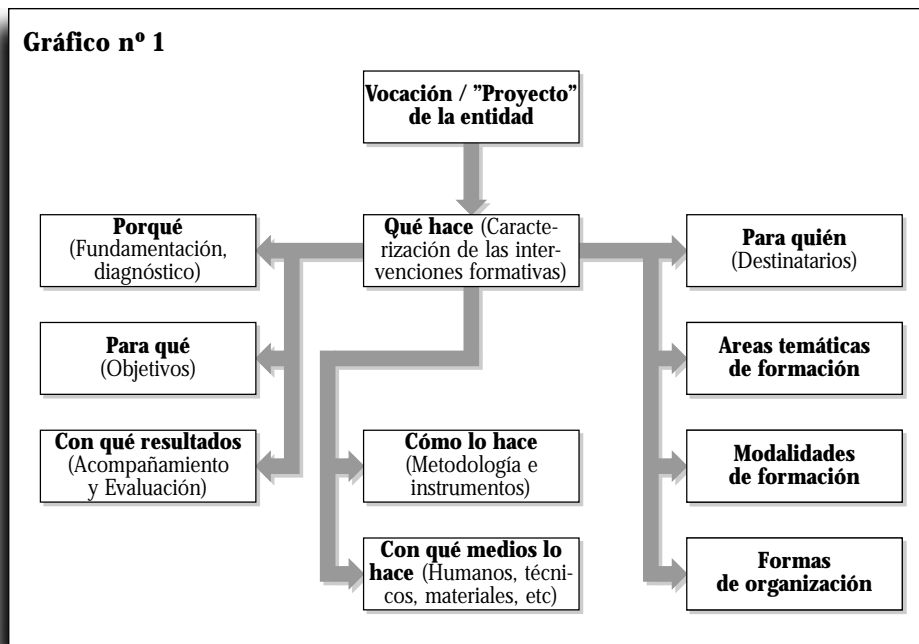 Gráfico nº 1
Vocación / ”Proyecto”
de la entidad
Porqué
(Fundamentación,
diagnóstico)
Qué hace (Caracte-
rización de las inter-
venciones formativas)
Para quién
(Destinatarios)
Para qué
(Objetivos)
Areas temáticas
de formación
Con qué resultados
(Acompañamiento
y Evaluación)
Cómo lo hace
(Metodología e
instrumentos)
Modalidades
de formación
Con qué medios lo
hace (Humanos, técni-
cos, materiales, etc)
Formas
de organización